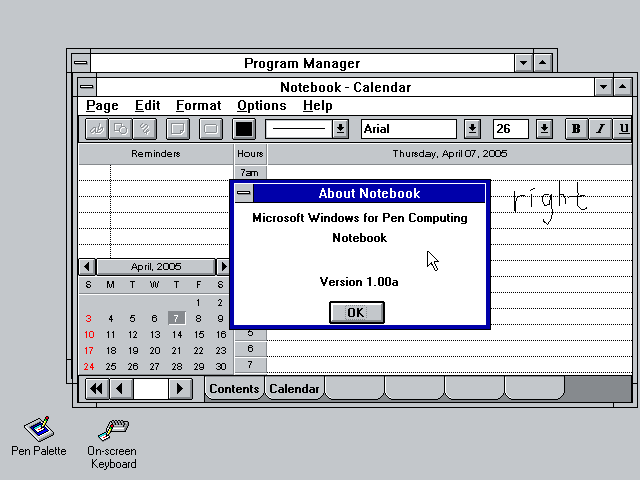 Program Manager
Notebook - Calendar
Page Edit Format Options Help
ab Arial 26 B I U
Reminders Hours Thursday, April 07, 2005
7am
right
About Notebook
Microsoft Windows for Pen Computing
Notebook
Version 1.00a
OK
April, 2005
S M T W T F S
1 2
3 4 5 6 7 8 9
10 11 12 13 14 15 16
17 18 19 20 21 22 23
24 25 26 27 28 29 30
5
6
7
Contents Calendar
Pen Palette
On-screen Keyboard